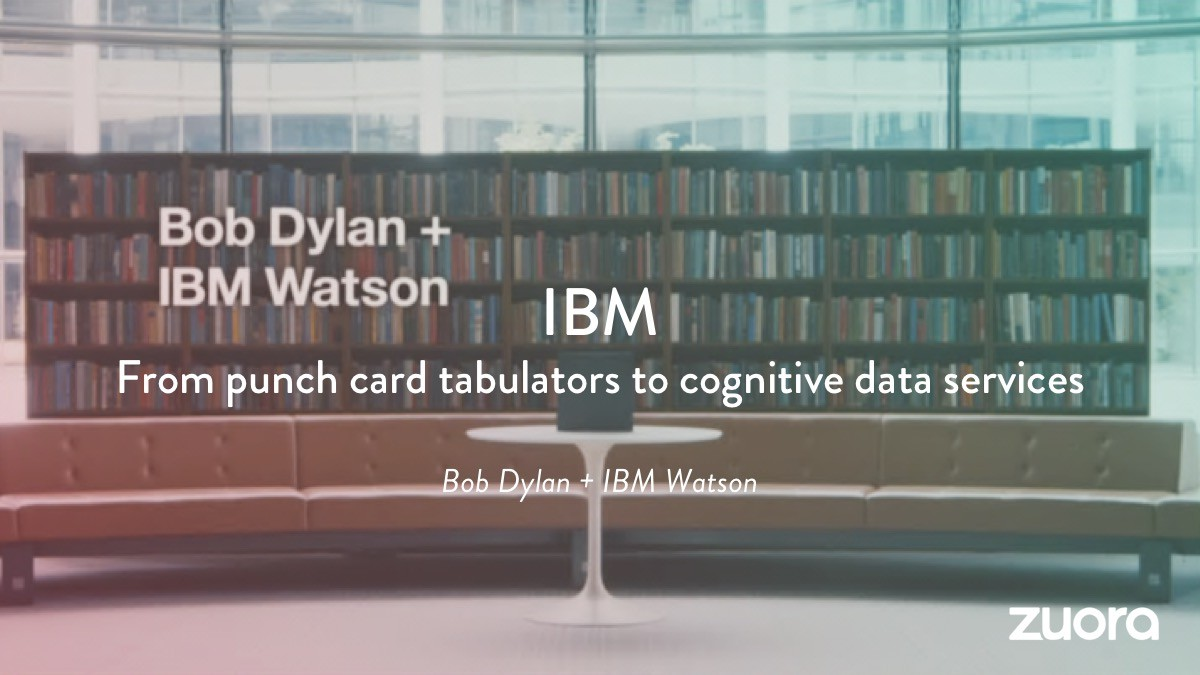 Bob Dylan +
IBM Watson
IBM
From punch card tabulators to cognitive data services
Bob Dylan + IBM Watson
zuora